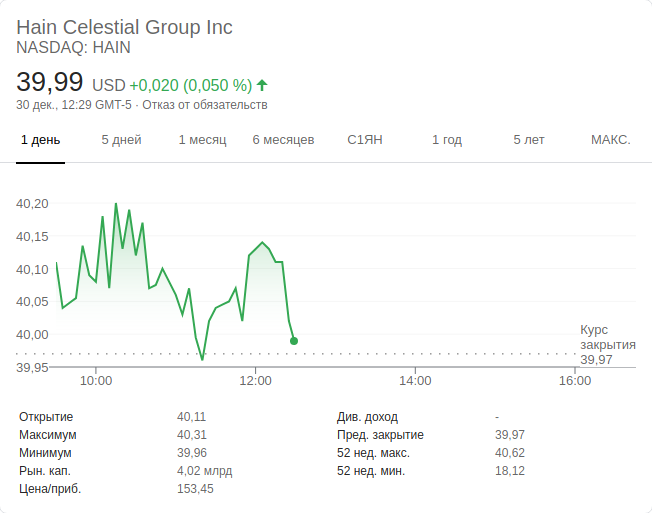 Hain Celestial Group Inc
NASDAQ: HAIN
39,99 USD +0,020 (0,050 %)
30 дек., 12:29 GMT-5 · Отказ от обязательств
1 день 5 дней 1 месяц 6 месяцев С1ЯН 1 год 5 лет МАКС.
40,20
40,15
40,10
40,05
40,00
39,95
Курс
закрытия
39,97
10:00 12:00 14:00 16:00
Открытие 40,11 Див. доход -
Максимум 40,31 Пред. закрытие 39,97
Минимум 39,96 52 нед. макс. 40,62
Рын. кап. 4,02 млрд 52 нед. мин. 18,12
Цена/приб. 153,45